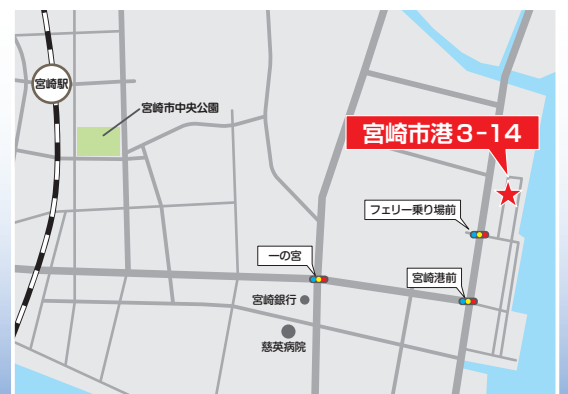 宮崎駅
宮崎市中央公園
宮崎市港3-14
フェリー乗り場前
一の宮
宮崎港前
宮崎銀行
慈英病院